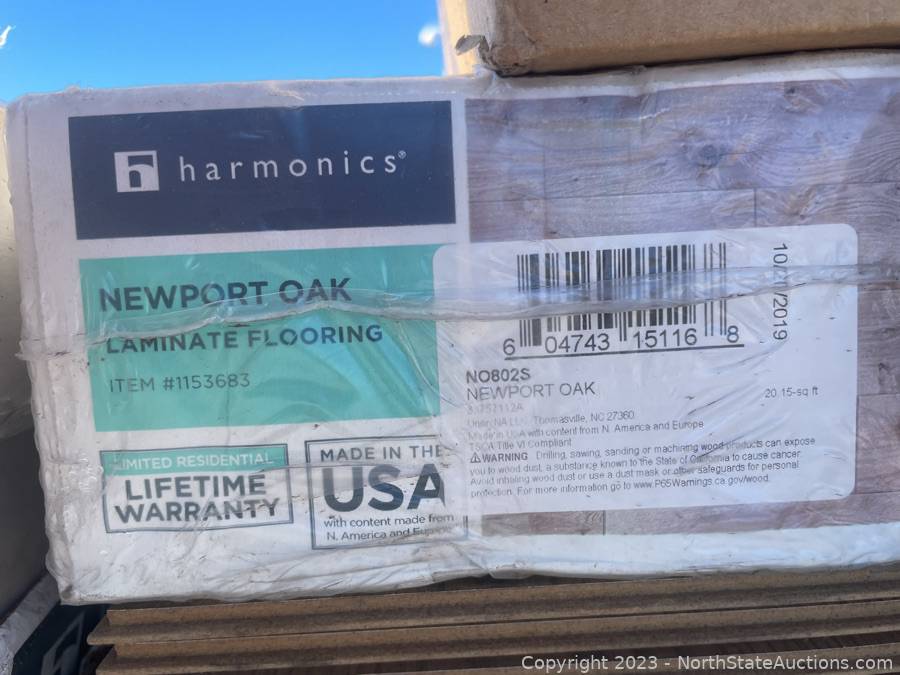 harmonics®
NEWPORT OAK
LAMINATE FLOORING
ITEM #1153683
LIMITED RESIDENTIAL
LIFETIME
WARRANTY
MADE IN THE
USA
with content made from
N. America and Europe
6 04743 15116 8
NO802S
NEWPORT OAK
20.15-sq ft
Thomasville, NC 27360
Made in USA with content from N. America and Europe
TSCA Title VI Compliant
⚠WARNING Drilling, sawing, sanding or machining wood products can expose
you to wood dust, a substance known to the State of California to cause cancer.
Avoid inhaling wood dust or use a dust mask or other safeguards for personal
protection. For more information go to www.P65Warnings.ca.gov/wood.
Copyright 2023 - NorthStateAuctions.com